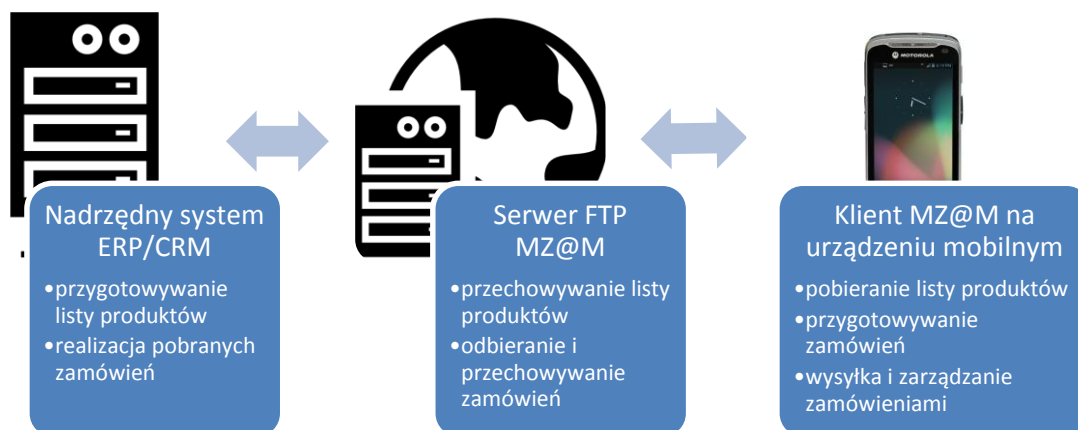 MOTOROLA
Nadrzędny system
ERP/CRM
•przygotowywanie
listy produktów
•realizacja pobranych
zamówień
Serwer FTP
MZ@M
•przechowywanie listy
produktów
•odbieranie i
przechowywanie
zamówień
Klient MZ@M na
urządzeniu mobilnym
•pobieranie listy produktów
•przygotowywanie
zamówień
•wysyłka i zarządzanie
zamówieniami